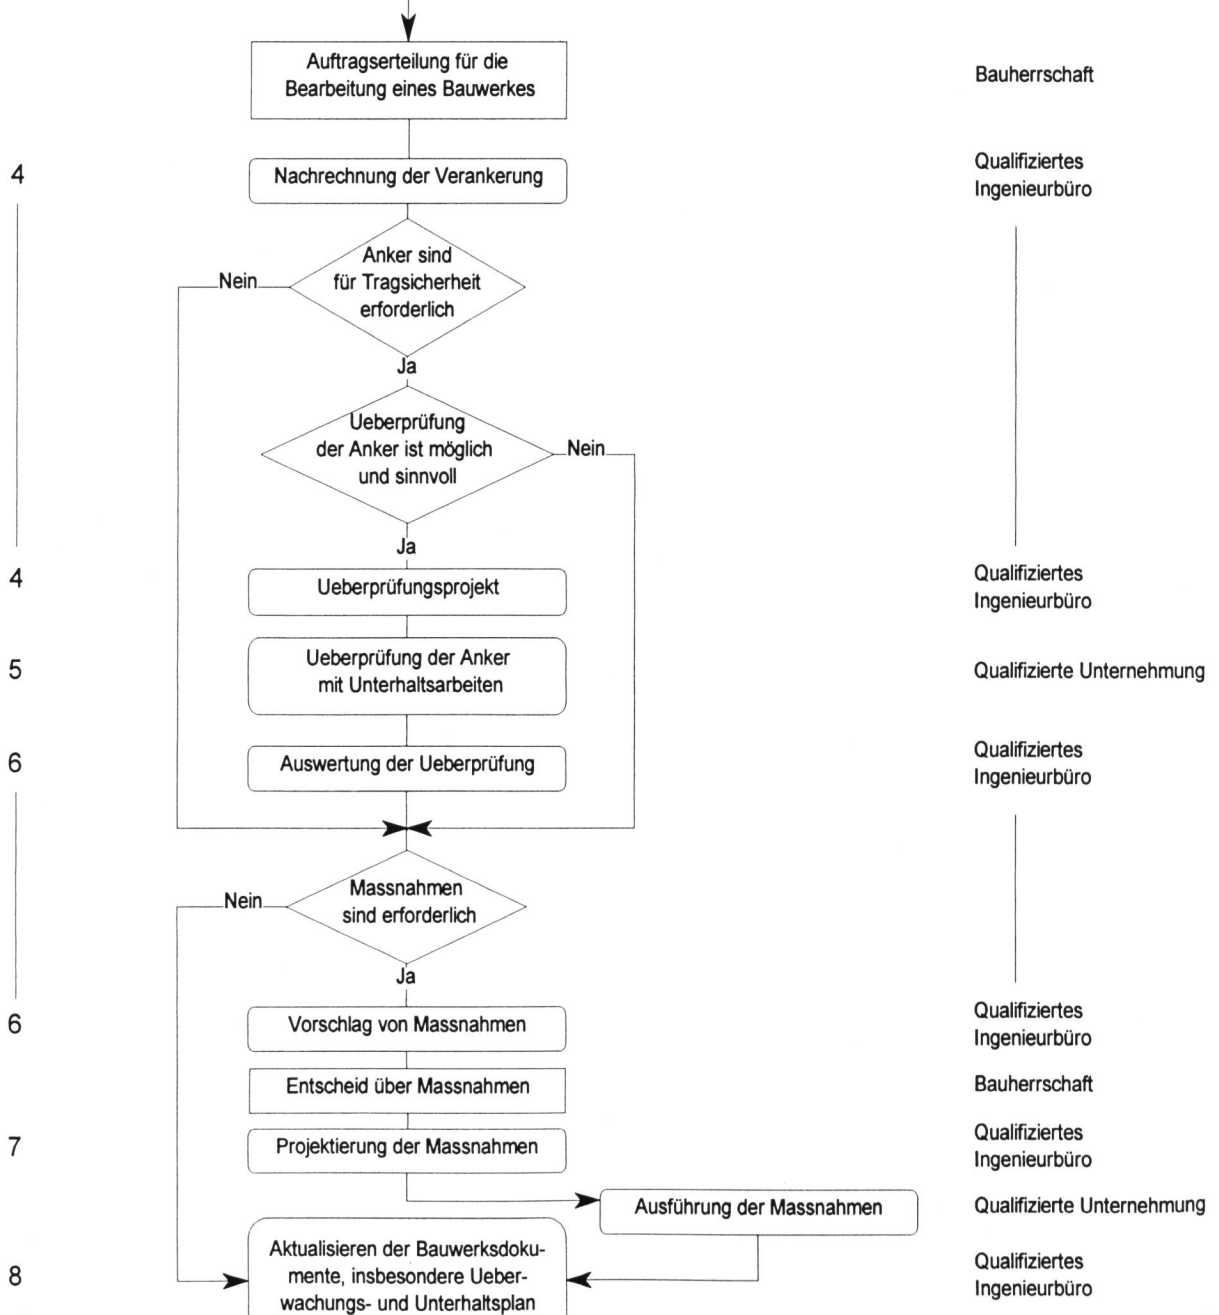 Auftragserteilung für die
Bearbeitung eines Bauwerkes
Bauherrschaft
4
Nachrechnung der Verankerung
Qualifiziertes
Ingenieurbüro
Anker sind
für Tragsicherheit
erforderlich
Nein
Ja
Ueberprüfung
der Anker ist möglich
und sinnvoll
Nein
Ja
4
Ueberprüfungsprojekt
Qualifiziertes
Ingenieurbüro
5
Ueberprüfung der Anker
mit Unterhaltsarbeiten
Qualifizierte Unternehmung
6
Auswertung der Ueberprüfung
Qualifiziertes
Ingenieurbüro
Massnahmen
sind erforderlich
Nein
Ja
6
Vorschlag von Massnahmen
Qualifiziertes
Ingenieurbüro
Entscheid über Massnahmen
Bauherrschaft
7
Projektierung der Massnahmen
Qualifiziertes
Ingenieurbüro
Ausführung der Massnahmen
Qualifizierte Unternehmung
8
Aktualisieren der Bauwerksdoku-
mente, insbesondere Ueber-
wachungs- und Unterhaltsplan
Qualifiziertes
Ingenieurbüro